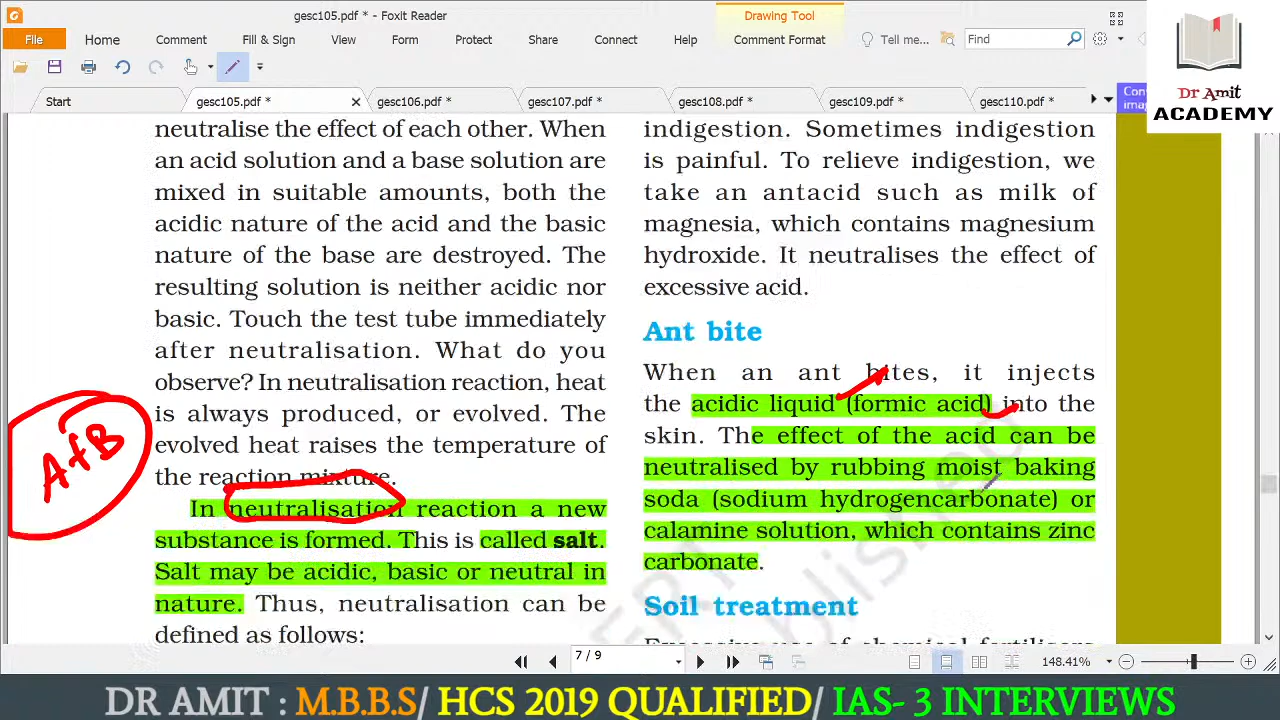 gesc105.pdf * - Foxit Reader
Drawing Tool
File Home Comment Fill & Sign View Form Protect Share Connect Help Comment Format Tell me... Find
Start gesc105.pdf * gesc106.pdf * gesc107.pdf * gesc108.pdf * gesc109.pdf * gesc110.pdf *
Dr Amit
ACADEMY
neutralise the effect of each other. When
an acid solution and a base solution are
mixed in suitable amounts, both the
acidic nature of the acid and the basic
nature of the base are destroyed. The
resulting solution is neither acidic nor
basic. Touch the test tube immediately
after neutralisation. What do you
observe? In neutralisation reaction, heat
is always produced, or evolved. The
evolved heat raises the temperature of
the reaction mixture.
In neutralisation reaction a new
substance is formed. This is called salt.
Salt may be acidic, basic or neutral in
nature. Thus, neutralisation can be
defined as follows:
A+B
indigestion. Sometimes indigestion
is painful. To relieve indigestion, we
take an antacid such as milk of
magnesia, which contains magnesium
hydroxide. It neutralises the effect of
excessive acid.
Ant bite
When an ant bites, it injects
the acidic liquid (formic acid) into the
skin. The effect of the acid can be
neutralised by rubbing moist baking
soda (sodium hydrogencarbonate) or
calamine solution, which contains zinc
carbonate.
Soil treatment
Excessive use of chemical fertilisers
7 / 9
148.41%
DR AMIT : M.B.B.S/ HCS 2019 QUALIFIED/ IAS- 3 INTERVIEWS